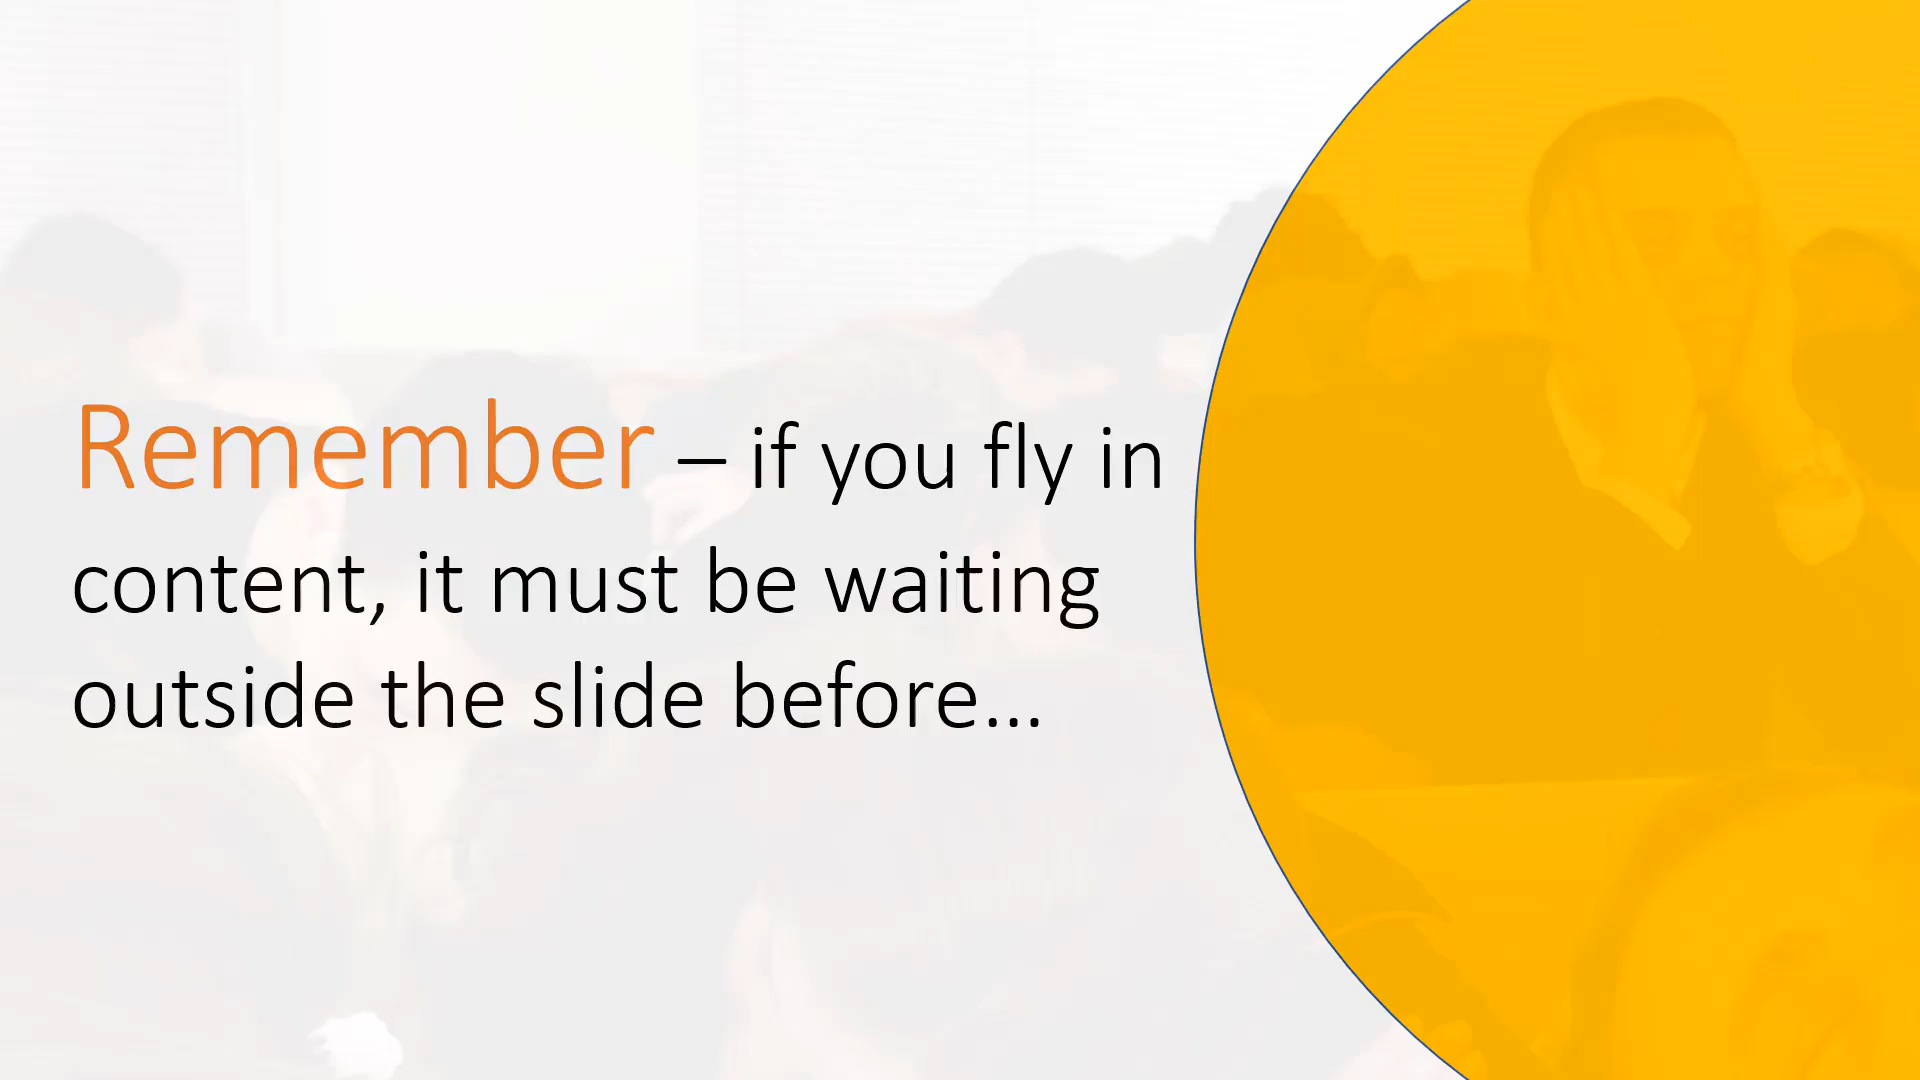 Remember – if you fly in
content, it must be waiting
outside the slide before...